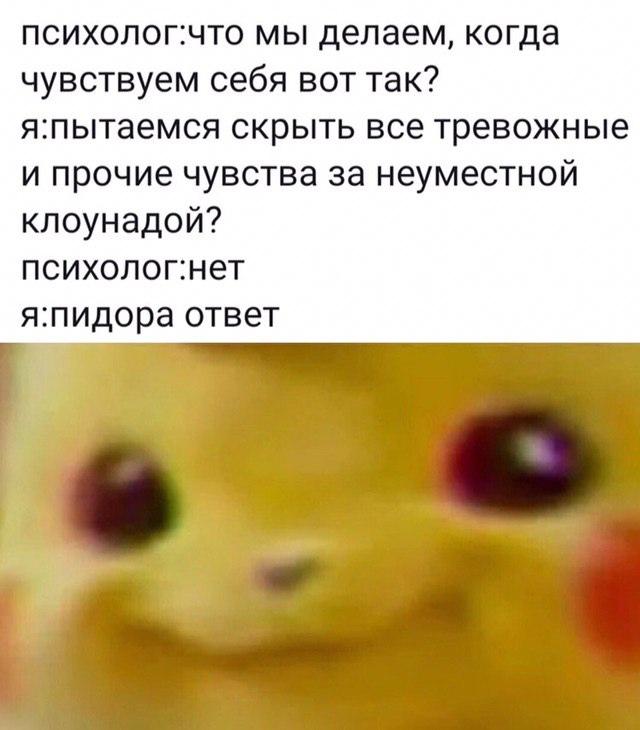 психолог:что мы делаем, когда
чувствуем себя вот так?
я:пытаемся скрыть все тревожные
и прочие чувства за неуместной
клоунадой?
психолог:нет
я:пидора ответ